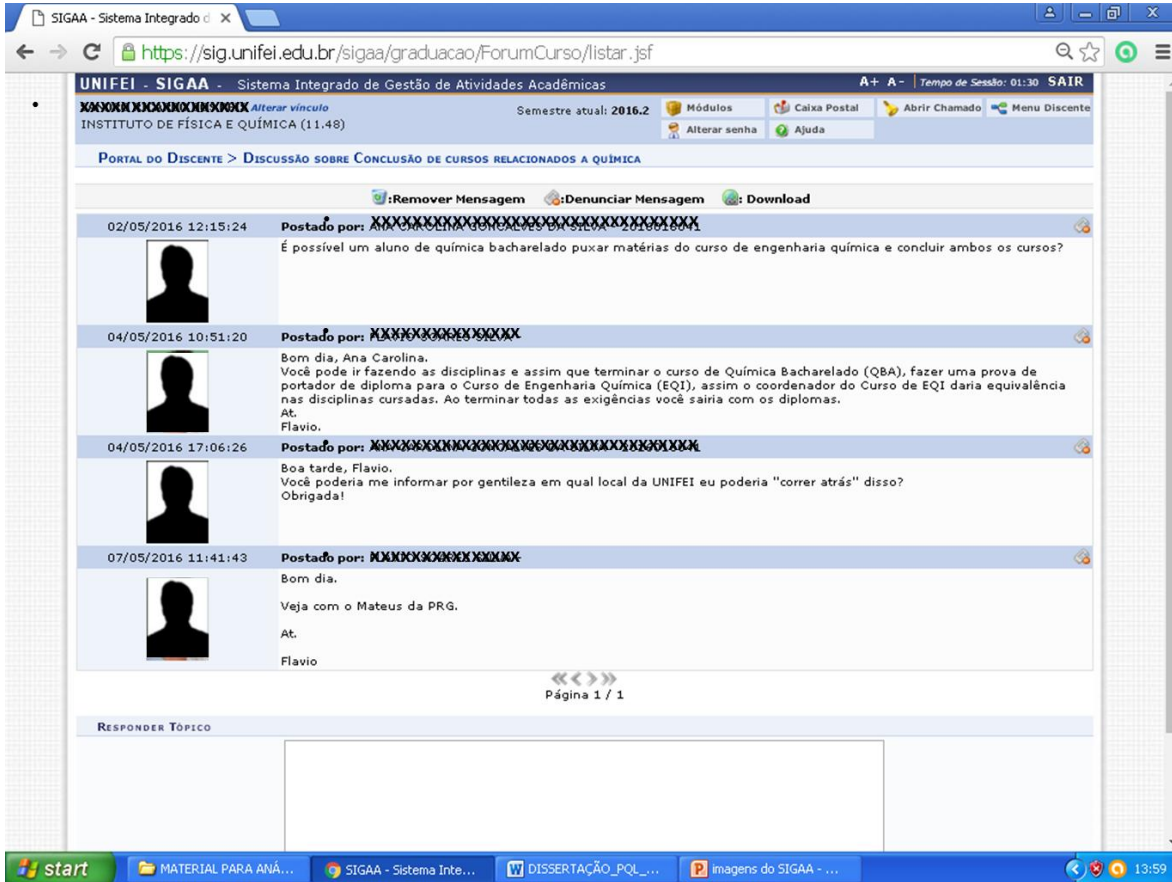 SIGAA - Sistema Integrado d
https://sig.unifei.edu.br/sigaa/graduacao/ForumCurso/listar.jsf
UNIFEI - SIGAA - Sistema Integrado de Gestão de Atividades Acadêmicas
A+ A- | Tempo de Sessão: 01:30 SAIR
Alterar vínculo
INSTITUTO DE FÍSICA E QUÍMICA (11.48)
Semestre atual: 2016.2
Módulos Caixa Postal Abrir Chamado Menu Discente
Alterar senha Ajuda
PORTAL DO DISCENTE > DISCUSSÃO SOBRE CONCLUSÃO DE CURSOS RELACIONADOS A QUÌMICA
:Remover Mensagem :Denunciar Mensagem : Download
02/05/2016 12:15:24 Postado por:
É possível um aluno de química bacharelado puxar matérias do curso de engenharia química e concluir ambos os cursos?
04/05/2016 10:51:20 Postado por:
Bom dia, Ana Carolina.
Você pode ir fazendo as disciplinas e assim que terminar o curso de Química Bacharelado (QBA), fazer uma prova de
portador de diploma para o Curso de Engenharia Química (EQI), assim o coordenador do Curso de EQI daria equivalência
nas disciplinas cursadas. Ao terminar todas as exigências você sairia com os diplomas.
At.
Flavio.
04/05/2016 17:06:26 Postado por:
Boa tarde, Flavio.
Você poderia me informar por gentileza em qual local da UNIFEI eu poderia "correr atrás" disso?
Obrigada!
07/05/2016 11:41:43 Postado por:
Bom dia.
Veja com o Mateus da PRG.
At.
Flavio
Página 1 / 1
RESPONDER TÓPICO
start MATERIAL PARA ANÁ... SIGAA - Sistema Inte... DISSERTAÇÃO_PQL_... imagens do SIGAA - ... 13:59